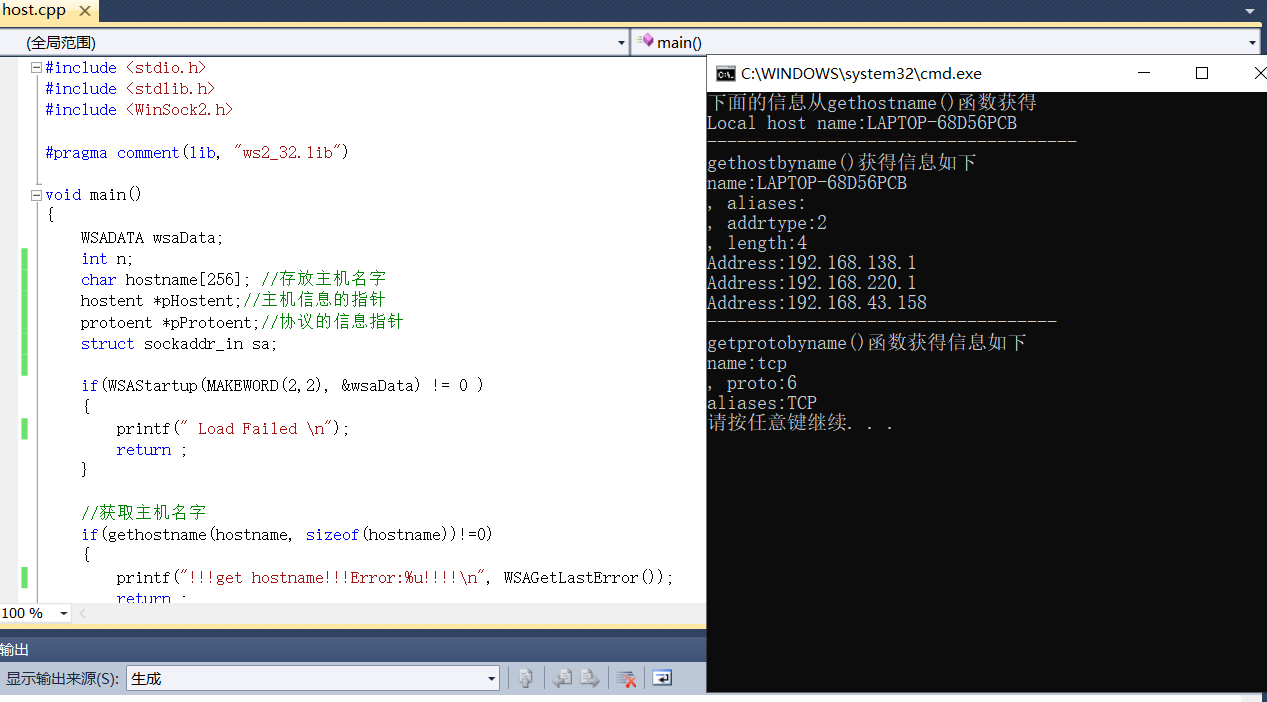 host.cpp
(全局范围)
main()
#include <stdio.h>
#include <stdlib.h>
#include <WinSock2.h>
#pragma comment(lib, "ws2_32.lib")
void main()
{
WSADATA wsaData;
int n;
char hostname[256]; //存放主机名字
hostent *pHostent;//主机信息的指针
protoent *pProtoent;//协议的信息指针
struct sockaddr_in sa;
if(WSAStartup(MAKEWORD(2,2), &wsaData) != 0 )
{
printf(" Load Failed \n");
return ;
}
//获取主机名字
if(gethostname(hostname, sizeof(hostname))!=0)
{
printf("!!!get hostname!!!Error:%u!!!!\n", WSAGetLastError());
return ;
100 %
输出
显示输出来源(S):
生成
C:\WINDOWS\system32\cmd.exe
下面的信息从gethostname()函数获得
Local host name:LAPTOP-68D56PCB
-------------------------------------
gethostbyname()获得信息如下
name:LAPTOP-68D56PCB
, aliases:
, addrtype:2
, length:4
Address:192.168.138.1
Address:192.168.220.1
Address:192.168.43.158
-----------------------------------
getprotobyname()函数获得信息如下
name:tcp
, proto:6
aliases:TCP
请按任意键继续. . .